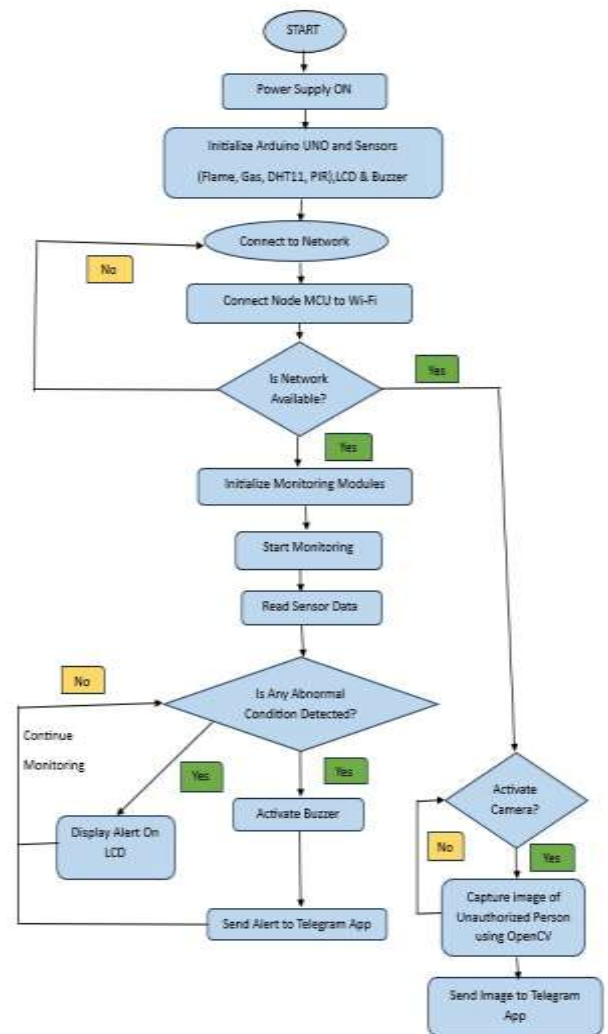 START
Power Supply ON
Initialize Arduino UNO and Sensors
(Flame, Gas, DHT11, PIR),LCD & Buzzer
Connect to Network
No
Connect Node MCU to Wi-Fi
Is Network
Available?
Yes
Yes
Initialize Monitoring Modules
Start Monitoring
Read Sensor Data
No
Is Any Abnormal
Condition Detected?
Continue
Monitoring
Yes
Yes
Activate
Camera?
Display Alert On
LCD
Activate Buzzer
No
Yes
Send Alert to Telegram App
Capture image of
Unauthorized Person
using OpenCV
Send Image to Telegram
App